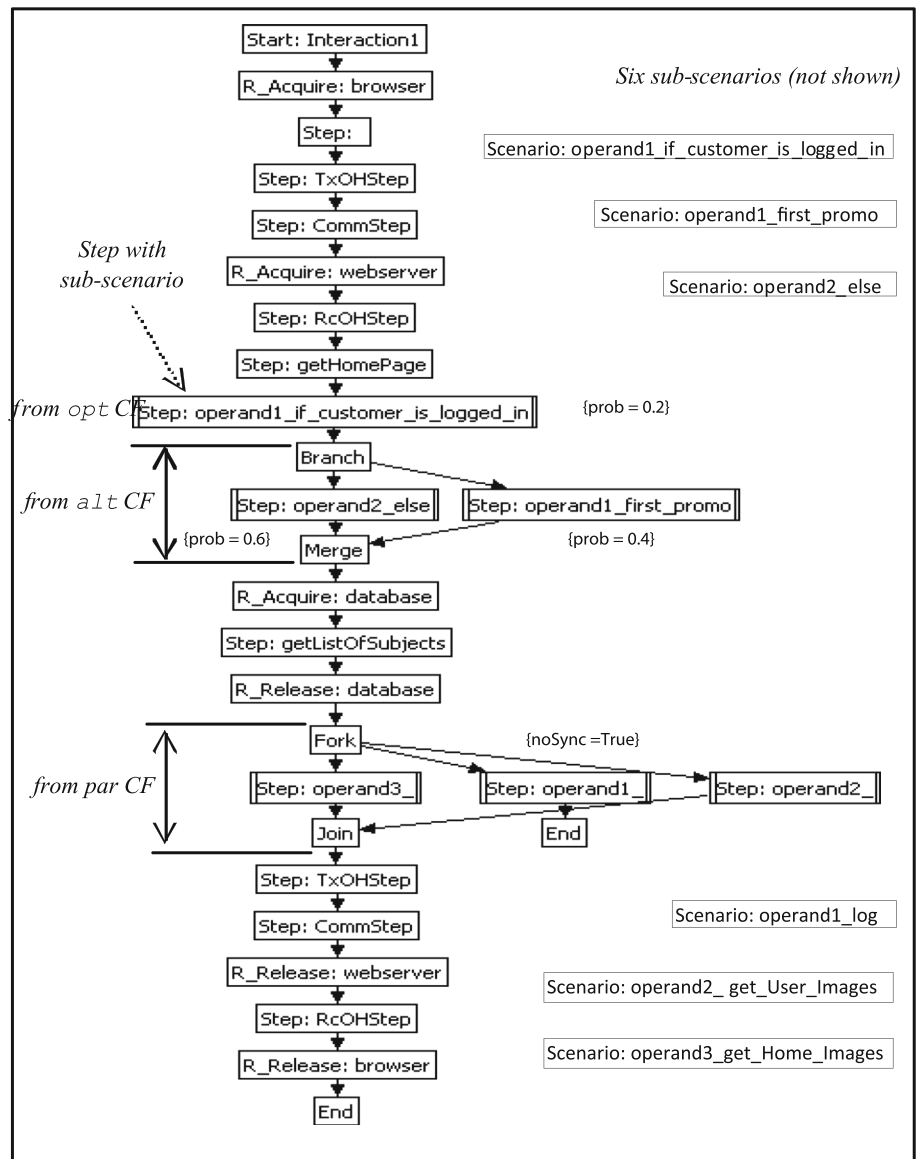 Start: Interaction1
R_Acquire: browser
Six sub-scenarios (not shown)
Step:
Scenario: operand1_if_customer_is_logged_in
Step: TxOHStep
Scenario: operand1_first_promo
Step: CommStep
Step with
sub-scenario
R_Acquire: webserver
Scenario: operand2_else
Step: RcOHStep
Step: getHomePage
from opt CF
Step: operand1_if_customer_is_logged_in
{prob = 0.2}
Branch
from alt CF
Step: operand2_else
Step: operand1_first_promo
{prob = 0.6}
{prob = 0.4}
Merge
R_Acquire: database
Step: getListOfSubjects
R_Release: database
Fork
{noSync =True}
from par CF
Step: operand3_
Step: operand1_
Step: operand2_
Join
End
Step: TxOHStep
Scenario: operand1_log
Step: CommStep
R_Release: webserver
Scenario: operand2_ get_User_Images
Step: RcOHStep
Scenario: operand3_get_Home_Images
R_Release: browser
End